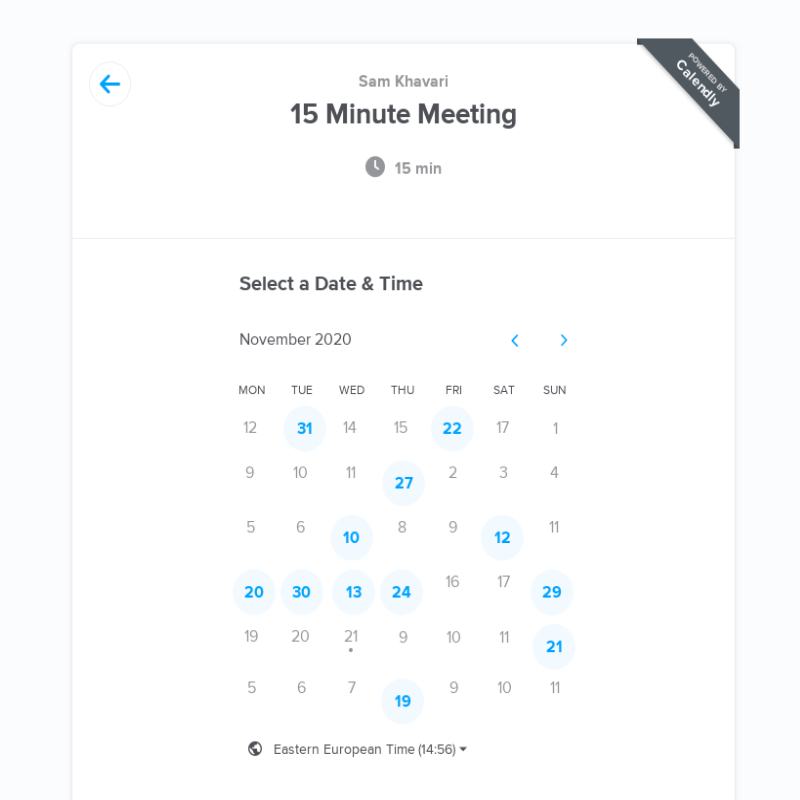 POWERED BY
Calendly
Sam Khavari
15 Minute Meeting
15 min
Select a Date & Time
November 2020
MON TUE WED THU FRI SAT SUN
12 31 14 15 22 17 1
9 10 11 27 2 3 4
5 6 10 8 9 12 11
20 30 13 24 16 17 29
19 20 21 9 10 11 21
5 6 7 19 9 10 11
Eastern European Time (14:56)